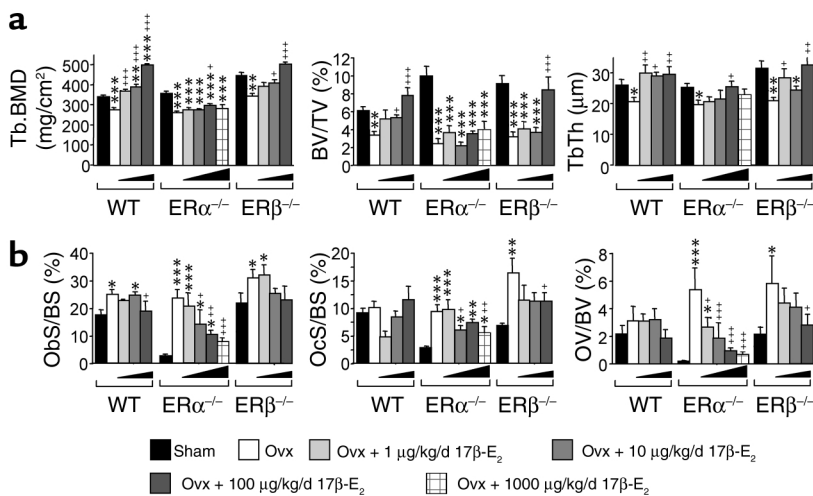 a
Tb.BMD
(mg/cm²)
500
400
300
200
100
0
WT
ERα⁻/⁻
ERβ⁻/⁻
BV/TV (%)
12
10
8
6
4
2
0
WT
ERα⁻/⁻
ERβ⁻/⁻
TbTh (μm)
30
20
10
0
WT
ERα⁻/⁻
ERβ⁻/⁻
b
ObS/BS (%)
40
30
20
10
0
WT
ERα⁻/⁻
ERβ⁻/⁻
OcS/BS (%)
20
15
10
5
0
WT
ERα⁻/⁻
ERβ⁻/⁻
OV/BV (%)
8
6
4
2
0
WT
ERα⁻/⁻
ERβ⁻/⁻
Sham Ovx Ovx + 1 μg/kg/d 17β-E₂ Ovx + 10 μg/kg/d 17β-E₂
Ovx + 100 μg/kg/d 17β-E₂ Ovx + 1000 μg/kg/d 17β-E₂